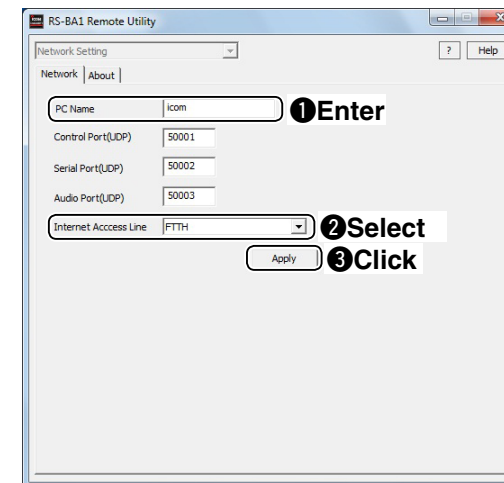 RS-BA1 Remote Utility
Network Setting
? Help
Network About
PC Name icom ❶Enter
Control Port(UDP) 50001
Serial Port(UDP) 50002
Audio Port(UDP) 50003
Internet Acccess Line FTTH ❷Select
Apply ❸Click